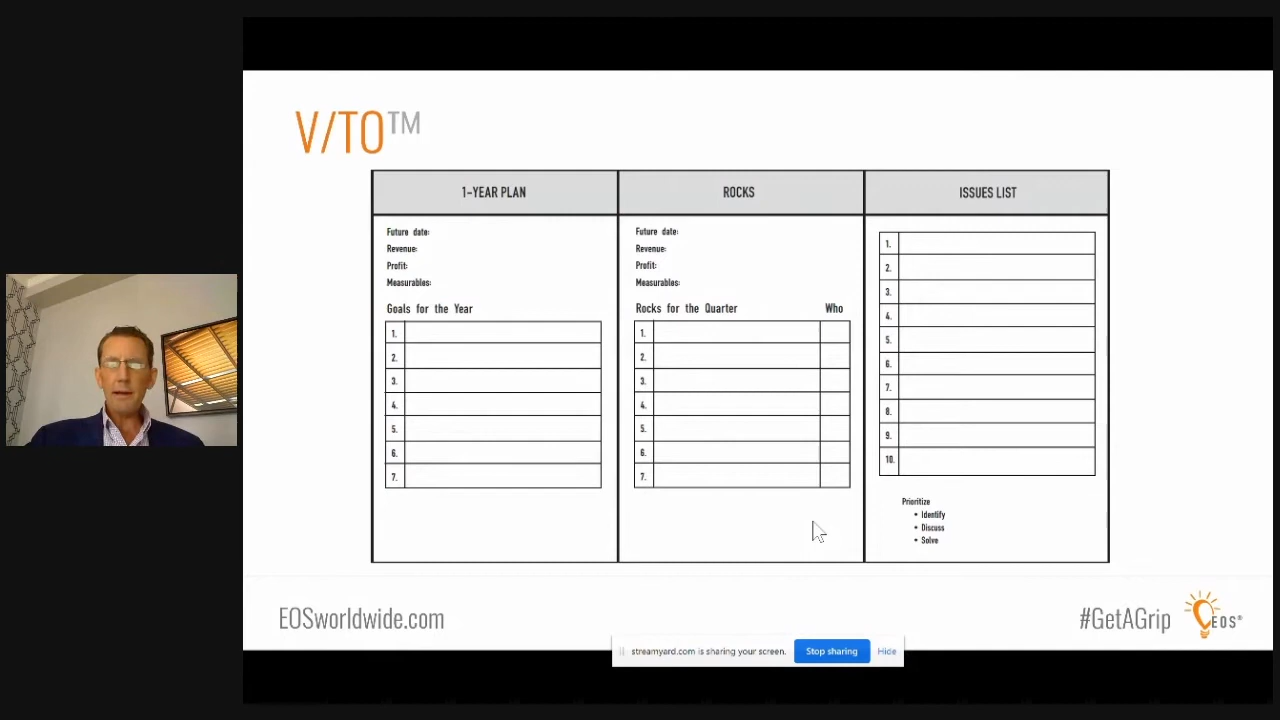 V/TO™
1-YEAR PLAN
Future date:
Revenue:
Profit:
Measurables:
Goals for the Year
1.
2.
3.
4.
5.
6.
7.
ROCKS
Future date:
Revenue:
Profit:
Measurables:
Rocks for the Quarter Who
1.
2.
3.
4.
5.
6.
7.
ISSUES LIST
1.
2.
3.
4.
5.
6.
7.
8.
9.
10.
Prioritize
• Identify
• Discuss
• Solve
EOSworldwide.com
#GetAGrip
EOS®
streamyard.com is sharing your screen.
Stop sharing
Hide